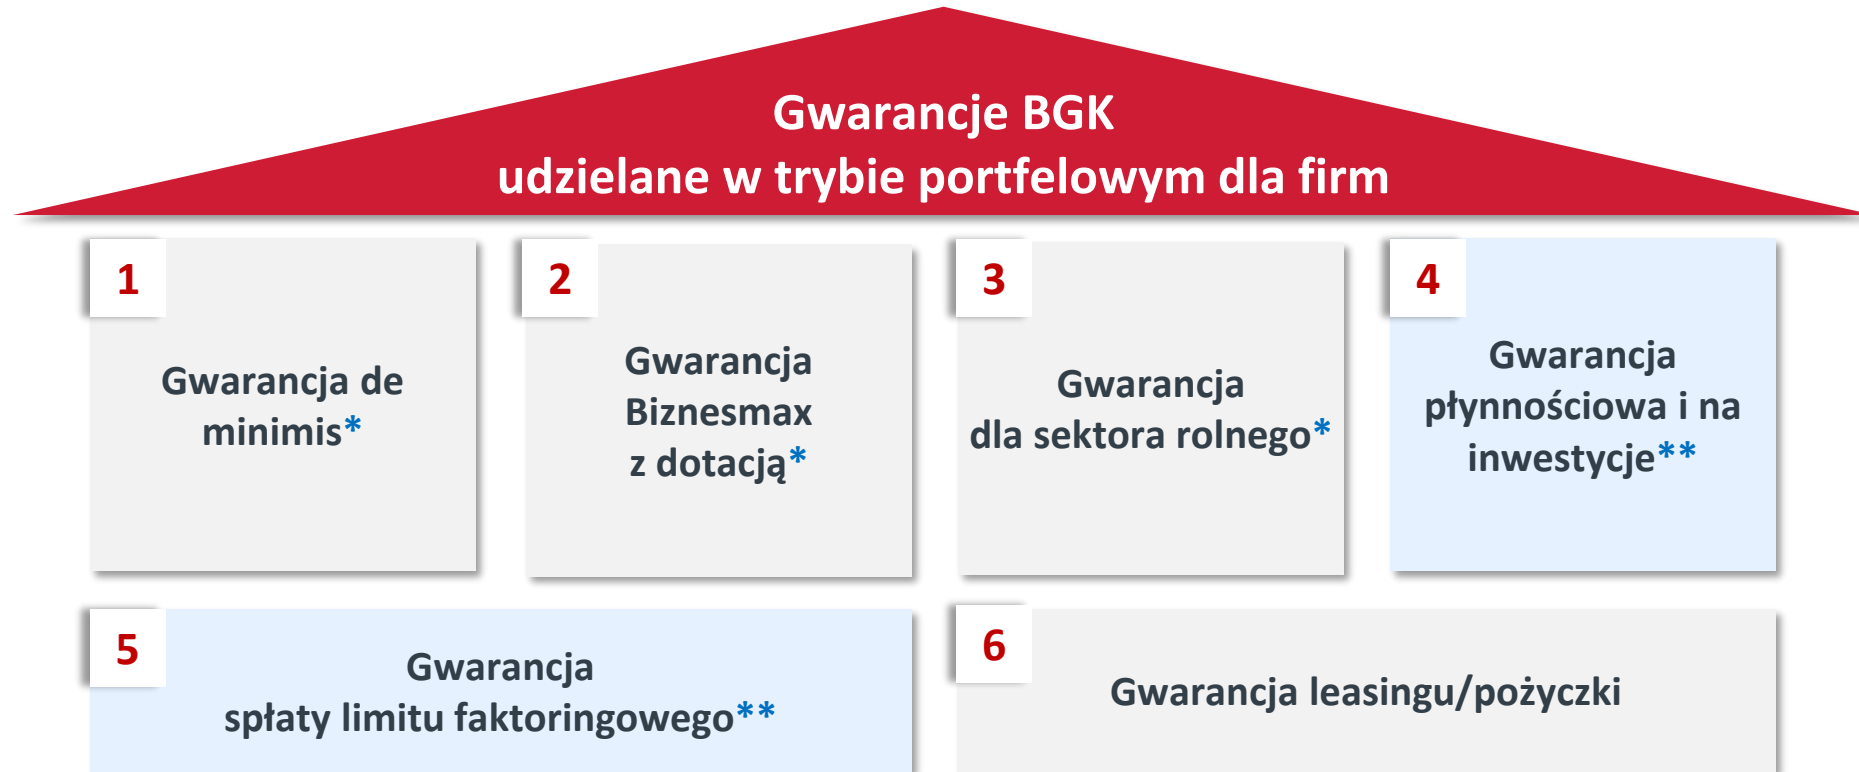 Gwarancje BGK
udzielane w trybie portfelowym dla firm
1
Gwarancja de
minimis*
2
Gwarancja
Biznesmax
z dotacją*
3
Gwarancja
dla sektora rolnego*
4
Gwarancja
płynnościowa i na
inwestycje**
5
Gwarancja
spłaty limitu faktoringowego**
6
Gwarancja leasingu/pożyczki